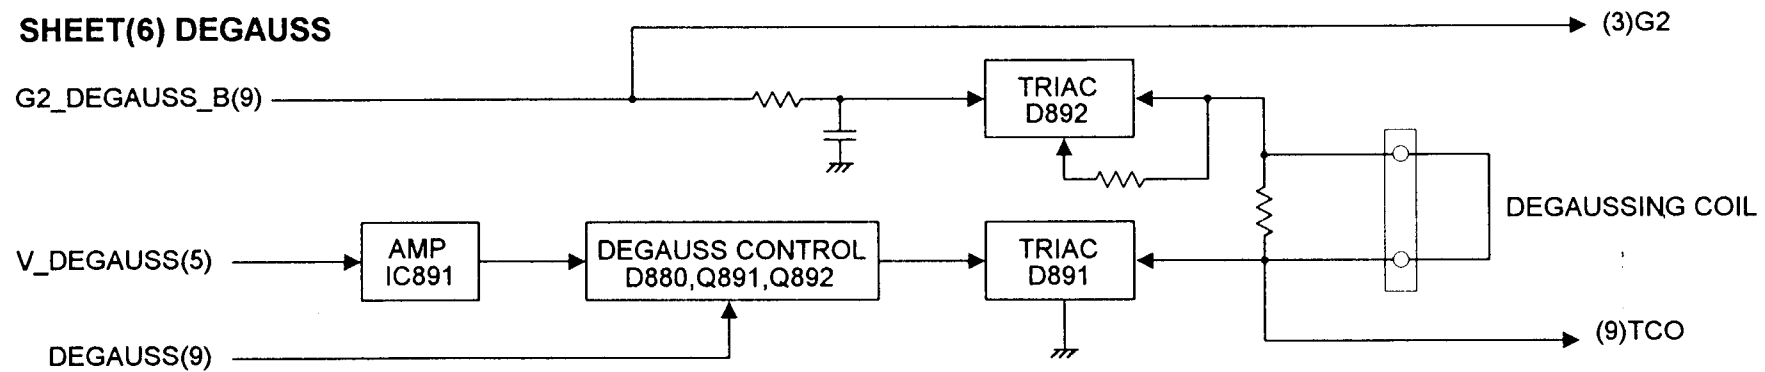 SHEET(6) DEGAUSS
(3)G2
G2_DEGAUSS_B(9)
TRIAC
D892
DEGAUSSING COIL
V_DEGAUSS(5)
AMP
IC891
DEGAUSS CONTROL
D880,Q891,Q892
TRIAC
D891
(9)TCO
DEGAUSS(9)